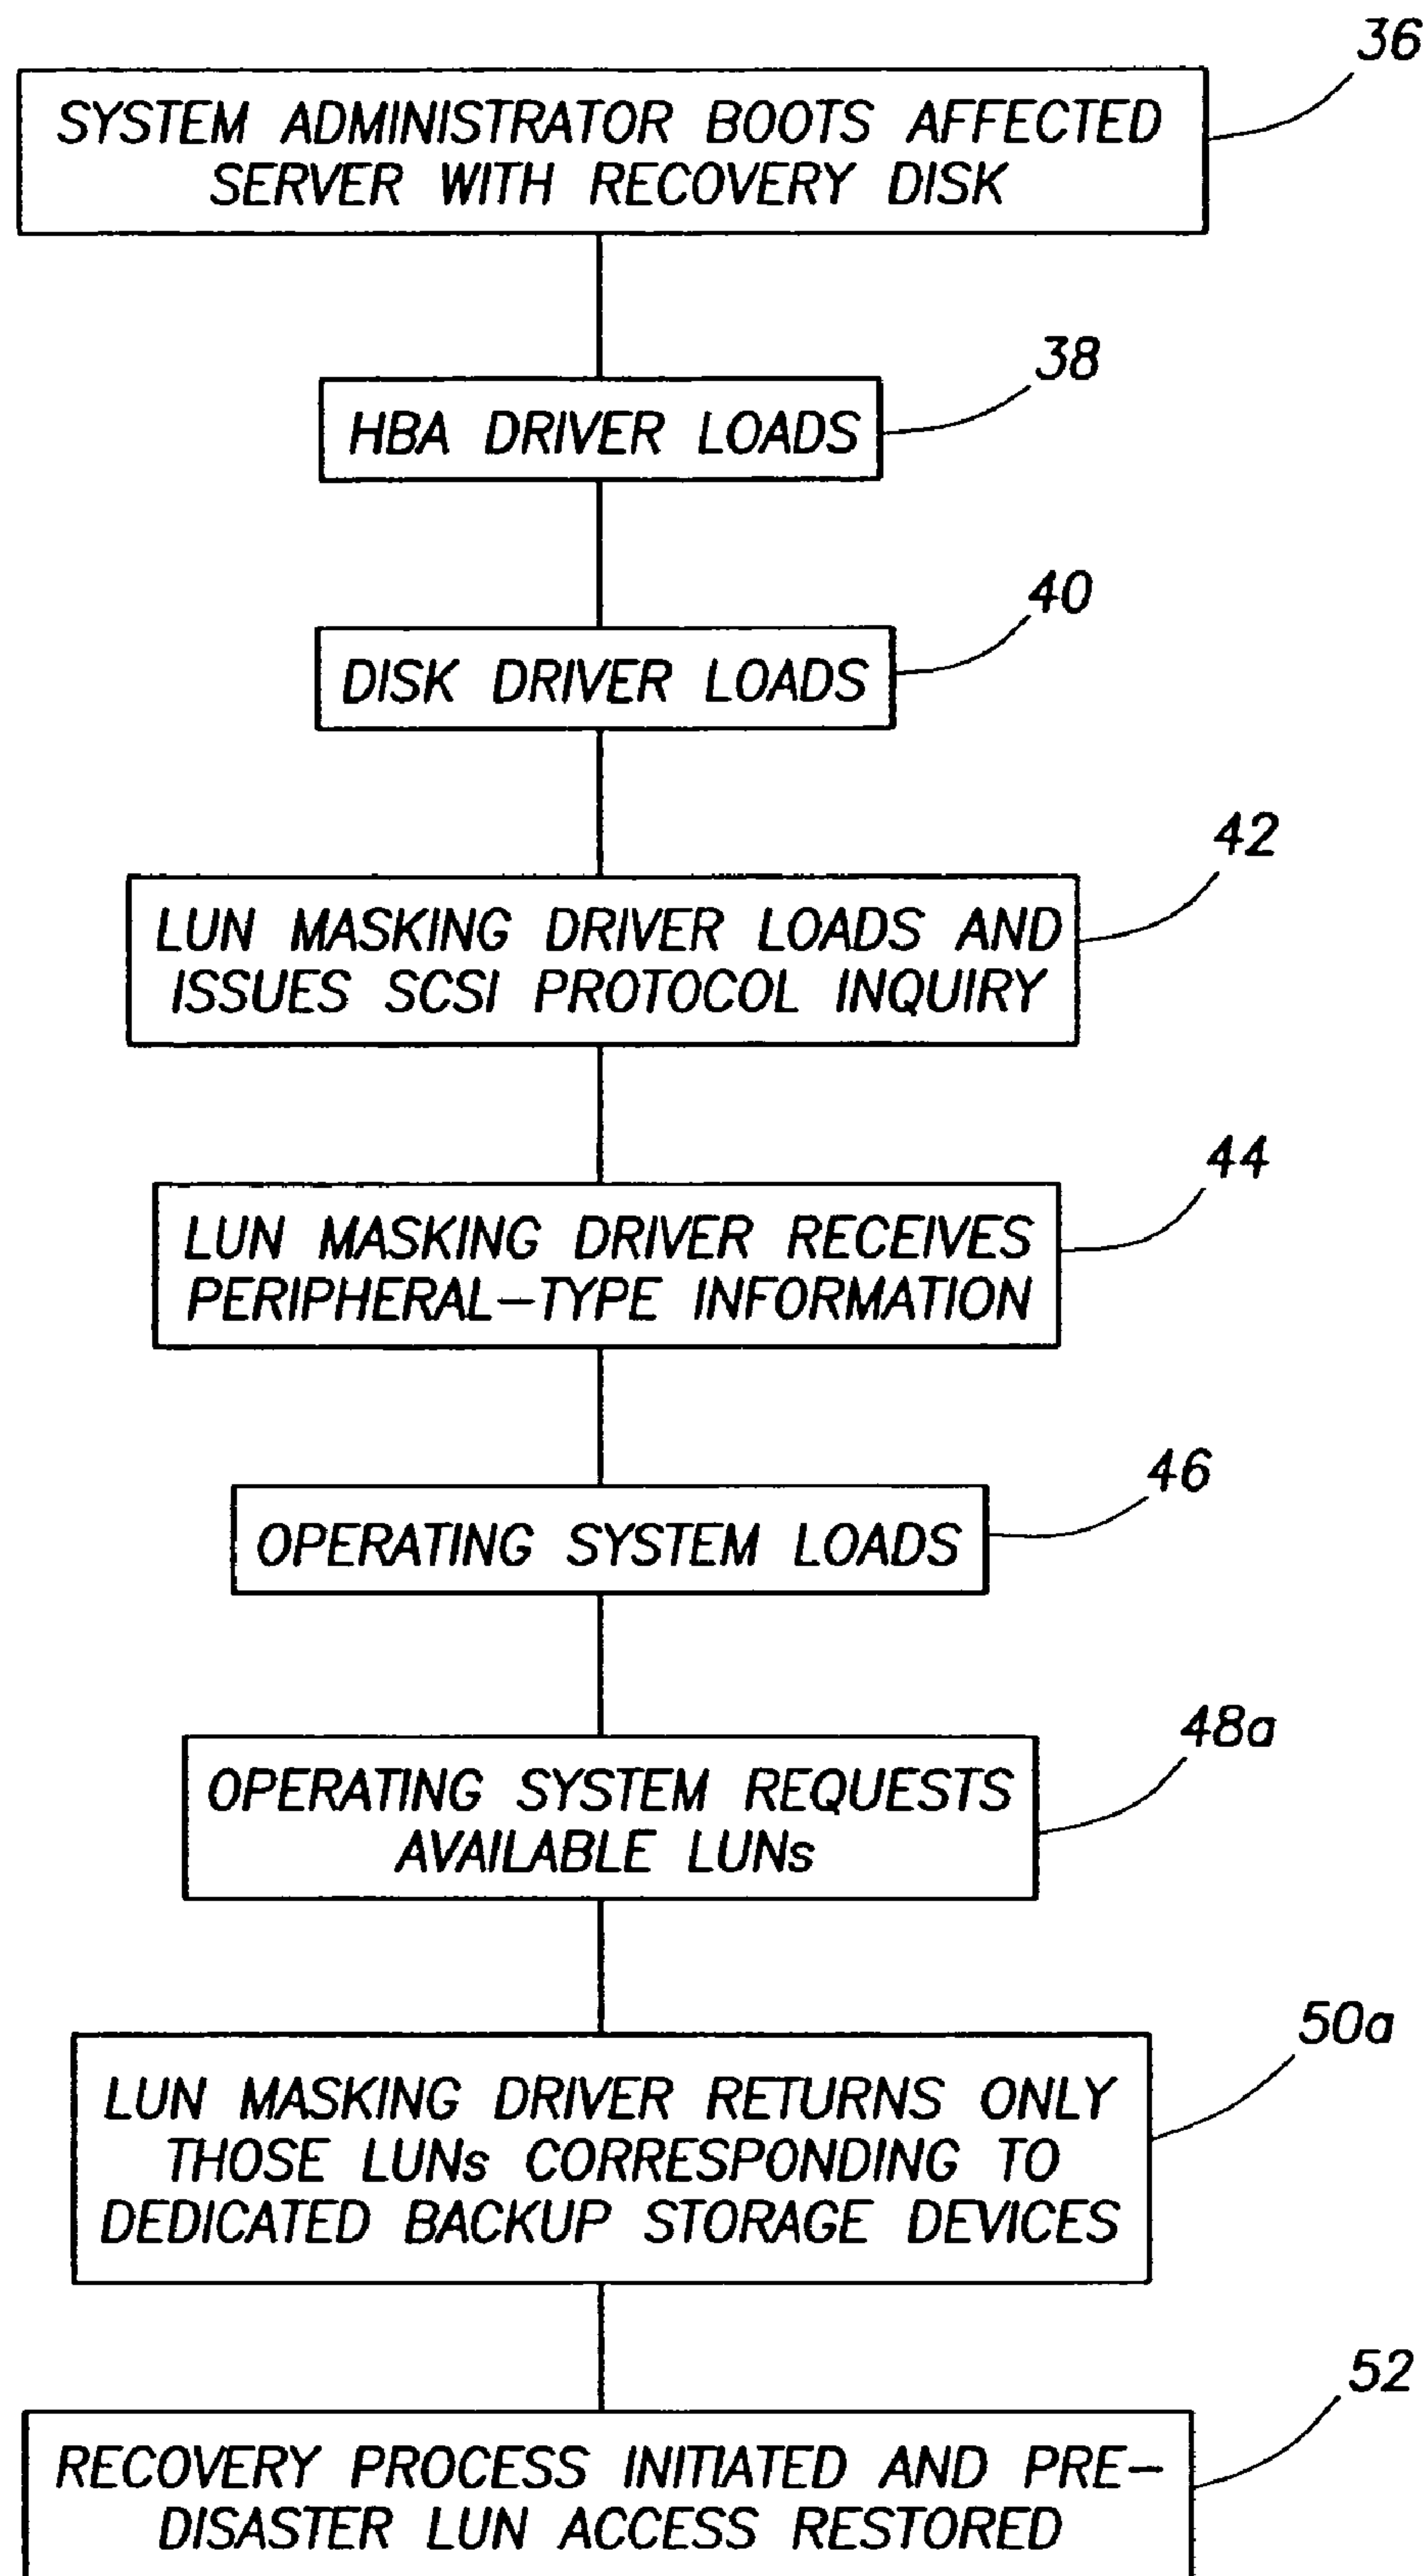 36
SYSTEM ADMINISTRATOR BOOTS AFFECTED
SERVER WITH RECOVERY DISK
38
HBA DRIVER LOADS
40
DISK DRIVER LOADS
42
LUN MASKING DRIVER LOADS AND
ISSUES SCSI PROTOCOL INQUIRY
44
LUN MASKING DRIVER RECEIVES
PERIPHERAL-TYPE INFORMATION
46
OPERATING SYSTEM LOADS
48a
OPERATING SYSTEM REQUESTS
AVAILABLE LUNs
50a
LUN MASKING DRIVER RETURNS ONLY
THOSE LUNs CORRESPONDING TO
DEDICATED BACKUP STORAGE DEVICES
52
RECOVERY PROCESS INITIATED AND PRE-
DISASTER LUN ACCESS RESTORED